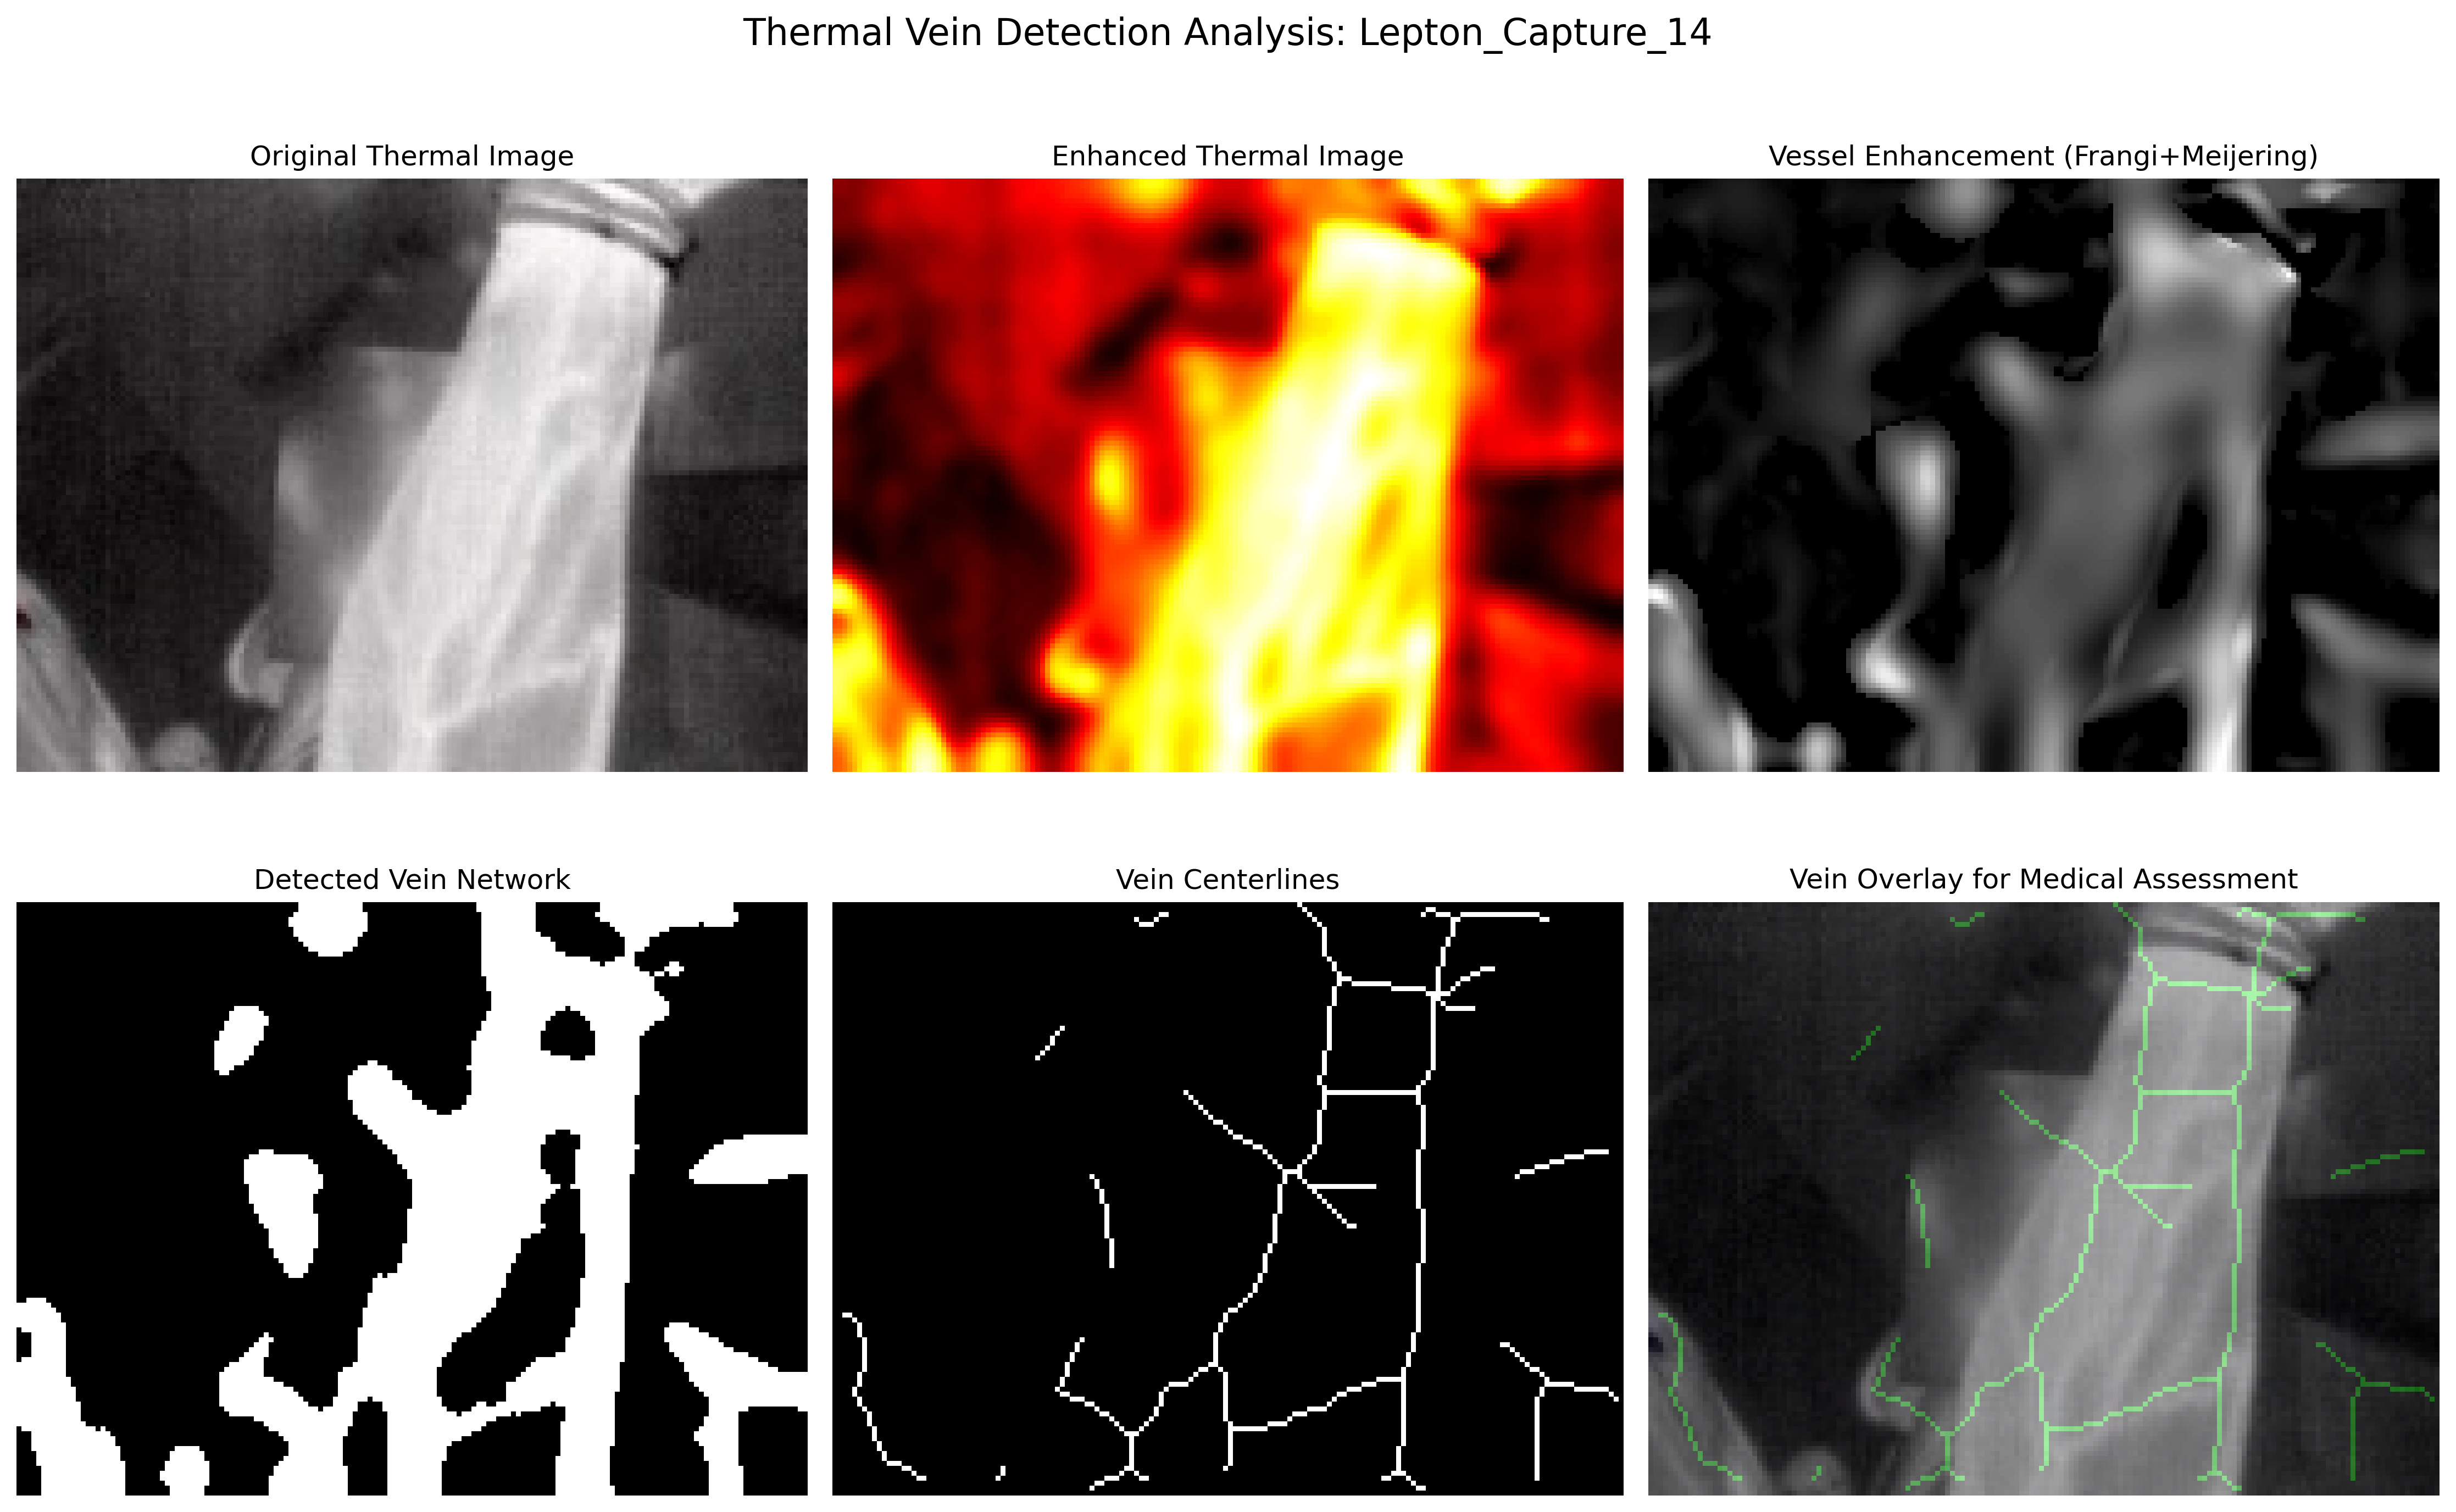 Thermal Vein Detection Analysis: Lepton_Capture_14
Original Thermal Image
Enhanced Thermal Image
Vessel Enhancement (Frangi+Meijering)
Detected Vein Network
Vein Centerlines
Vein Overlay for Medical Assessment